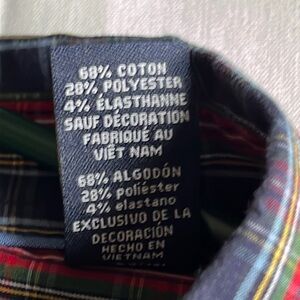 68% COTON
28% POLYESTER
4% ÉLASTHANNE
SAUF DÉCORATION
FABRIQUÉ AU
VIÊT NAM
68% ALGODÓN
28% poliéster
4% elastano
EXCLUSIVO DE LA
DECORACIÓN
HECHO EN
VIETNAM